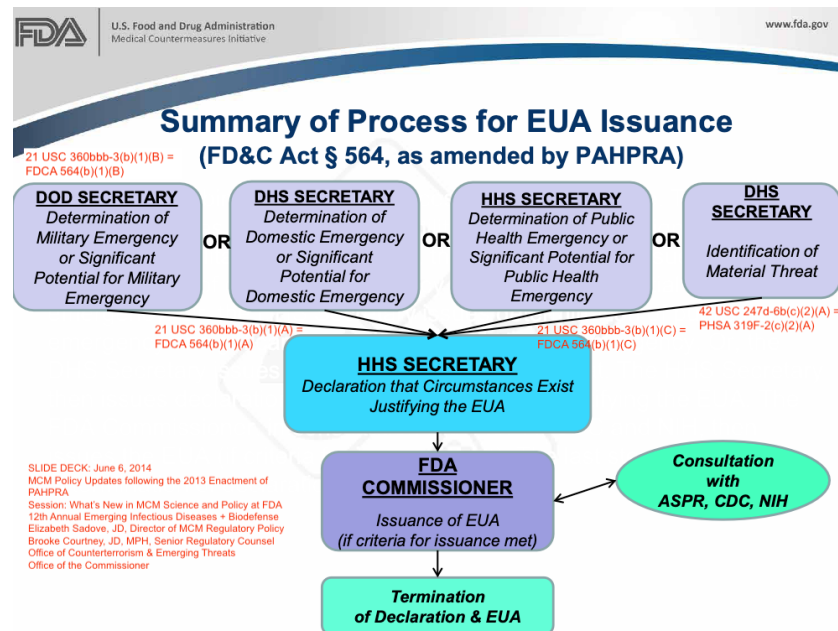 FDA
U.S. Food and Drug Administration
Medical Countermeasures Initiative
www.fda.gov
Summary of Process for EUA Issuance
(FD&C Act § 564, as amended by PAHPRA)
21 USC 360bbb-3(b)(1)(B) =
FDCA 564(b)(1)(B)
DOD SECRETARY
Determination of
Military Emergency
or Significant
Potential for Military
Emergency
OR
DHS SECRETARY
Determination of
Domestic Emergency
or Significant
Potential for
Domestic Emergency
OR
HHS SECRETARY
Determination of Public
Health Emergency or
Significant Potential for
Public Health
Emergency
OR
DHS
SECRETARY
Identification of
Material Threat
21 USC 360bbb-3(b)(1)(A) =
FDCA 564(b)(1)(A)
21 USC 360bbb-3(b)(1)(C) =
FDCA 564(b)(1)(C)
42 USC 247d-6b(c)(2)(A) =
PHSA 319F-2(c)(2)(A)
HHS SECRETARY
Declaration that Circumstances Exist
Justifying the EUA
SLIDE DECK: June 6, 2014
MCM Policy Updates following the 2013 Enactment of
PAHPRA
Session: What's New in MCM Science and Policy at FDA
12th Annual Emerging Infectious Diseases + Biodefense
Elizabeth Sadove, JD, Director of MCM Regulatory Policy
Brooke Courtney, JD, MPH, Senior Regulatory Counsel
Office of Counterterrorism & Emerging Threats
Office of the Commissioner
FDA
COMMISSIONER
Issuance of EUA
(if criteria for issuance met)
Consultation
with
ASPR, CDC, NIH
Termination
of Declaration & EUA